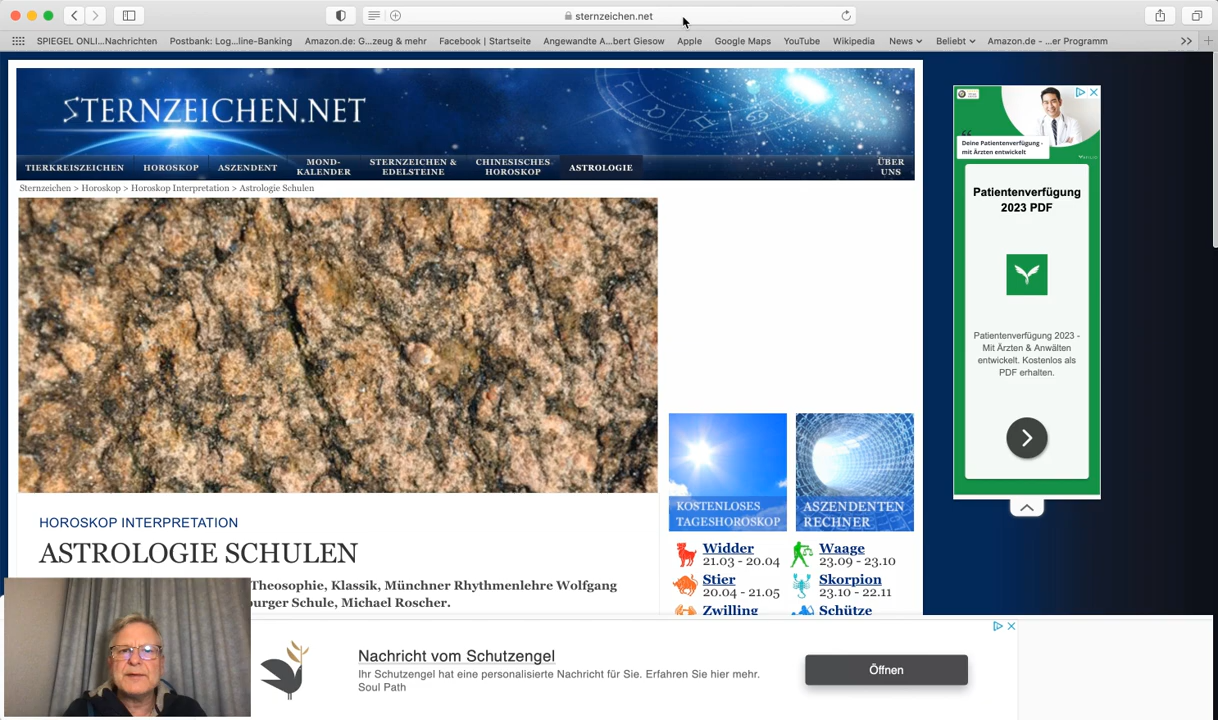 sternzeichen.net
SPIEGEL ONLI...Nachrichten
Postbank: Log...line-Banking
Amazon.de: G...zeug & mehr
Facebook | Startseite
Angewandte A...bert Giesow
Apple
Google Maps
YouTube
Wikipedia
News
Beliebt
Amazon.de - ...er Programm
STERNZEICHEN.NET
TIERKREISZEICHEN
HOROSKOP
ASZENDENT
MOND-
KALENDER
STERNZEICHEN &
EDELSTEINE
CHINESISCHES
HOROSKOP
ASTROLOGIE
ÜBER
UNS
Sternzeichen > Horoskop > Horoskop Interpretation > Astrologie Schulen
HOROSKOP INTERPRETATION
ASTROLOGIE SCHULEN
Theosophie, Klassik, Münchner Rhythmenlehre Wolfgang
burger Schule, Michael Roscher.
KOSTENLOSES
TAGESHOROSKOP
ASZENDENTEN
RECHNER
Widder
21.03 - 20.04
Waage
23.09 - 23.10
Stier
20.04 - 21.05
Skorpion
23.10 - 22.11
Zwilling
Schütze
Deine Patientenverfügung -
mit Ärzten entwickelt
Patientenverfügung
2023 PDF
Patientenverfügung 2023 -
Mit Ärzten & Anwälten
entwickelt. Kostenlos als
PDF erhalten.
Nachricht vom Schutzengel
Ihr Schutzengel hat eine personalisierte Nachricht für Sie. Erfahren Sie hier mehr.
Soul Path
Öffnen